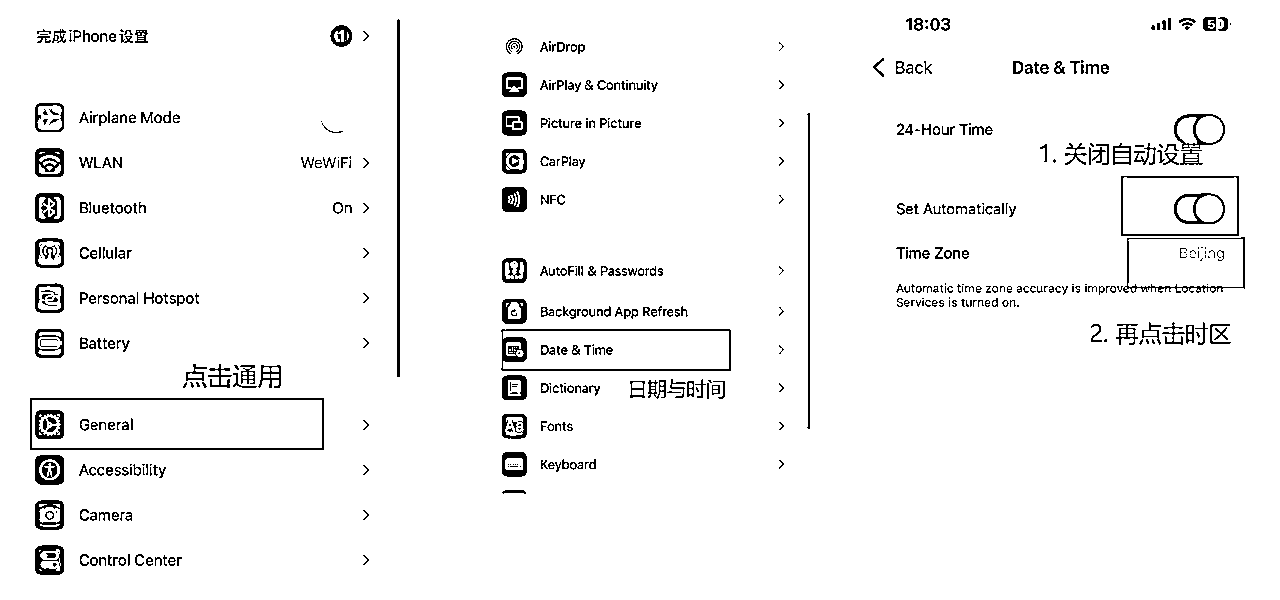 完成iPhone设置
1
Airplane Mode
WLAN
WeWiFi
Bluetooth
On
Cellular
Personal Hotspot
Battery
点击通用
General
Accessibility
Camera
Control Center
AirDrop
AirPlay & Continuity
Picture in Picture
CarPlay
NFC
AutoFill & Passwords
Background App Refresh
Date & Time
Dictionary
日期与时间
Fonts
Keyboard
18:03
50
Back
Date & Time
24-Hour Time
1. 关闭自动设置
Set Automatically
Time Zone
Beijing
Automatic time zone accuracy is improved when Location
Services is turned on.
2. 再点击时区